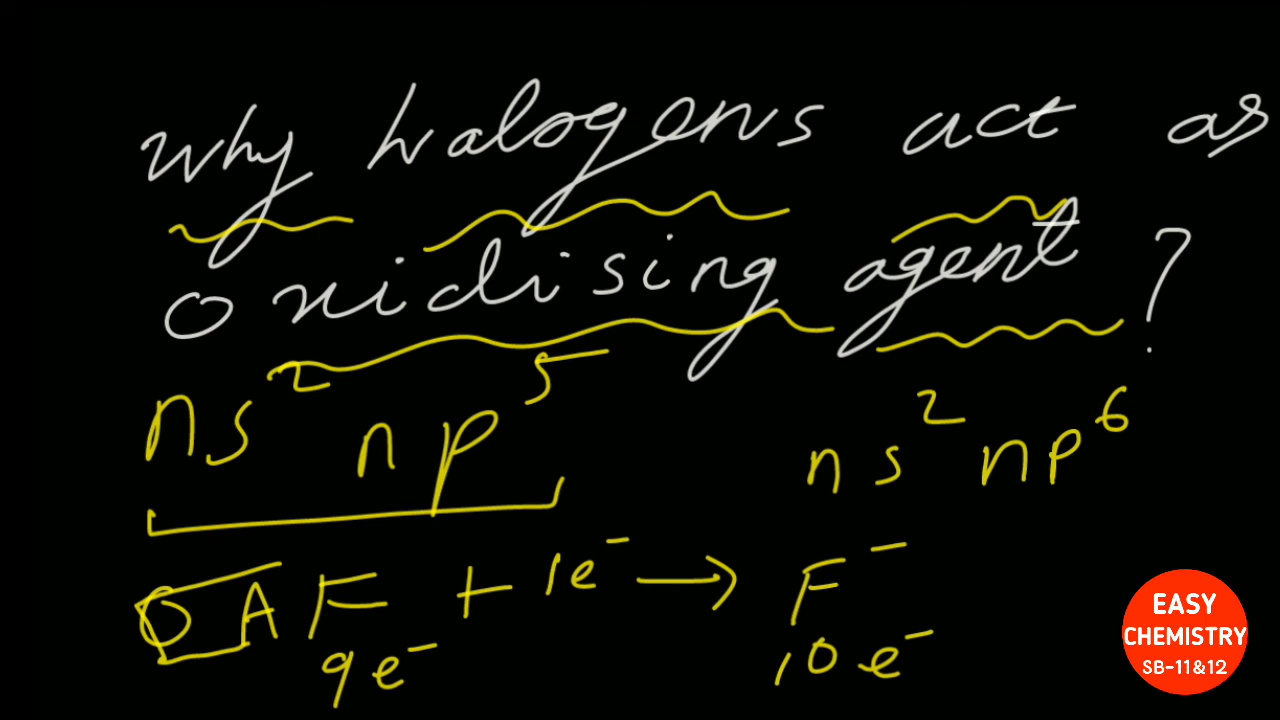 why halogens act as
oxidising agent?
ns² np⁵ ns² np⁶
OA F + 1e⁻ → F⁻
9e⁻ 10e⁻
EASY
CHEMISTRY
SB-11&12